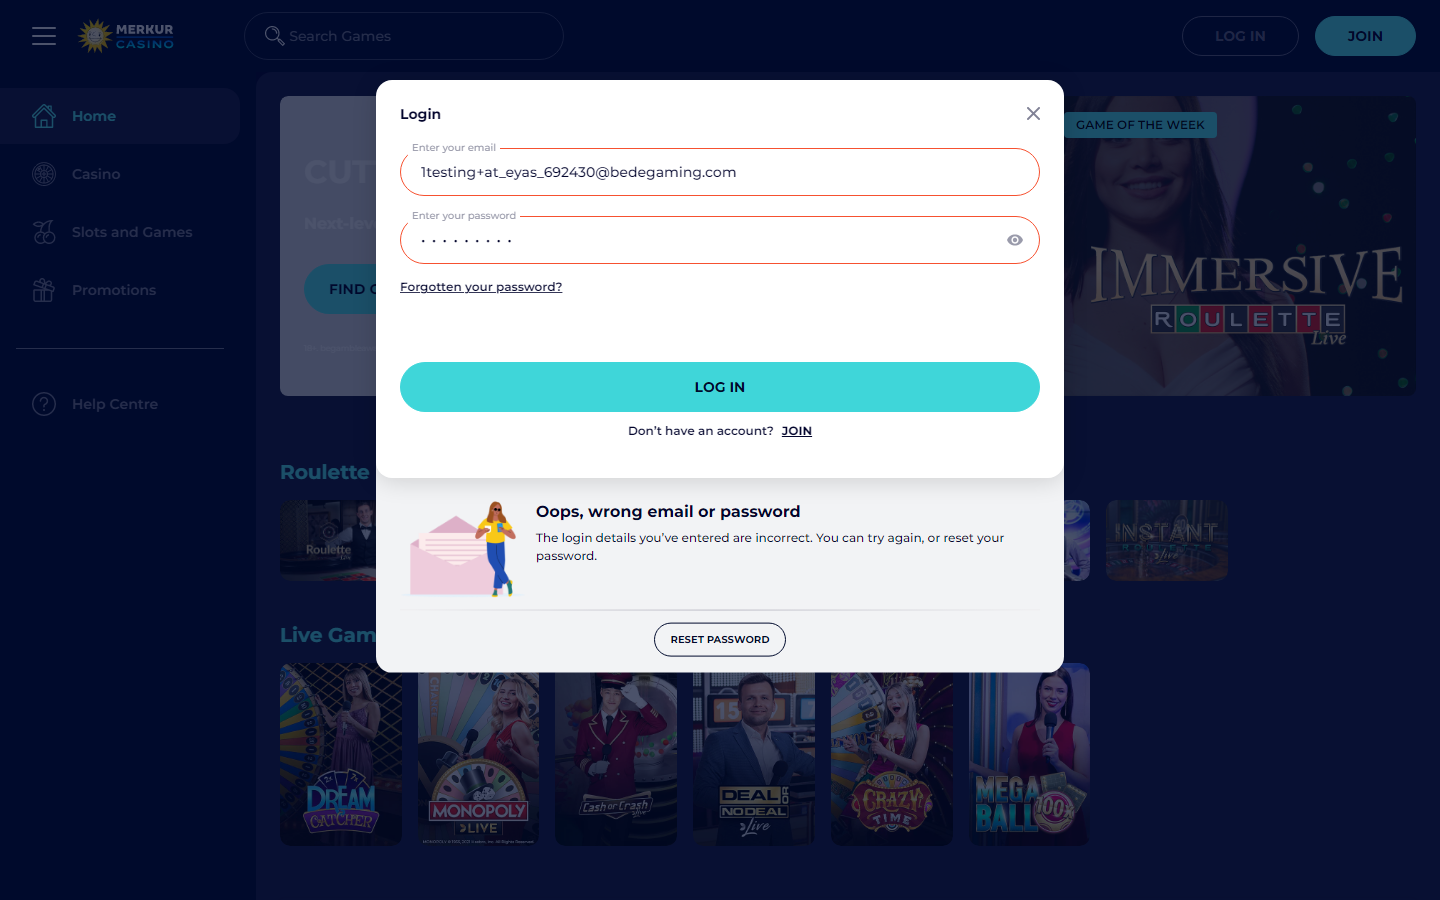 MERKUR
CASINO
Search Games
LOG IN
JOIN
Home
Casino
Slots and Games
Promotions
Help Centre
CUT
Next-lev
FIND
GAME OF THE WEEK
IMMERSIVE
ROULETTE
Live
Login
Enter your email
1testing+at_eyas_692430@bedegaming.com
Enter your password
Forgotten your password?
LOG IN
Don't have an account? JOIN
Oops, wrong email or password
The login details you've entered are incorrect. You can try again, or reset your
password.
RESET PASSWORD
Roulette
Roulette
Live
INSTANT
Live
Live Gam
DREAM
CATCHER
MONOPOLY
LIVE
Cash or Crash
Live
DEAL OR
NO DEAL
Live
CRAZY
TIME
MEGA
BALL
100x